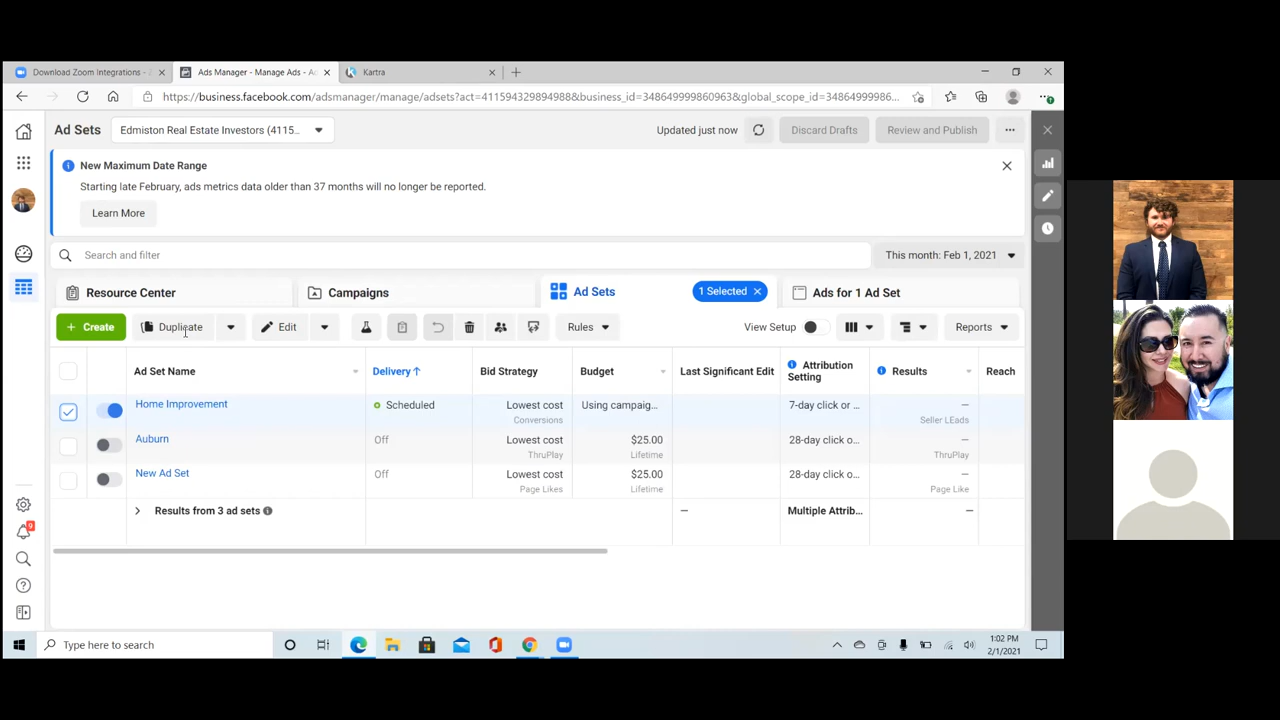 Download Zoom Integrations -
Ads Manager - Manage Ads - A
Kartra
https://business.facebook.com/adsmanager/manage/adsets?act=411594329894988&business_id=348649999860963&global_scope_id=34864999986...
Ad Sets
Edmiston Real Estate Investors (4115...
Updated just now
Discard Drafts
Review and Publish
New Maximum Date Range
Starting late February, ads metrics data older than 37 months will no longer be reported.
Learn More
Search and filter
This month: Feb 1, 2021
Resource Center
Campaigns
Ad Sets
1 Selected
Ads for 1 Ad Set
+ Create
Duplicate
Edit
Rules
View Setup
Reports
Ad Set Name
Delivery ↑
Bid Strategy
Budget
Last Significant Edit
Attribution
Setting
Results
Reach
Home Improvement
Scheduled
Lowest cost
Conversions
Using campaig...
7-day click or ...
—
Seller LEads
Auburn
Off
Lowest cost
ThruPlay
$25.00
Lifetime
28-day click o...
—
ThruPlay
New Ad Set
Off
Lowest cost
Page Likes
$25.00
Lifetime
28-day click o...
—
Page Like
Results from 3 ad sets
—
Multiple Attrib...
—
9
Type here to search
1:02 PM
2/1/2021